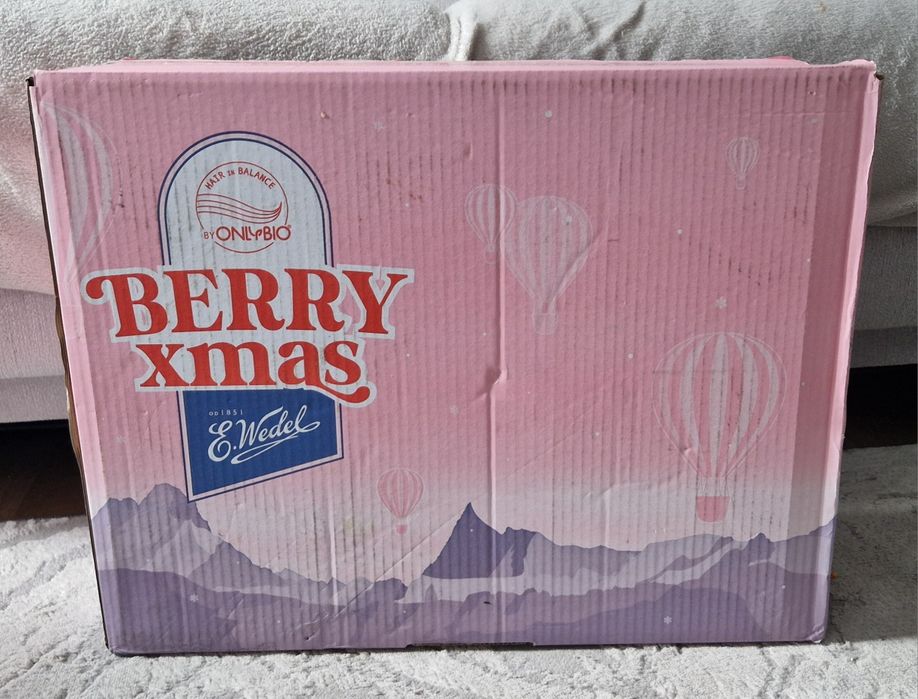 HAIR IN BALANCE
BY ONLYBIO
BERRY
xmas
OD 1851
E. Wedel